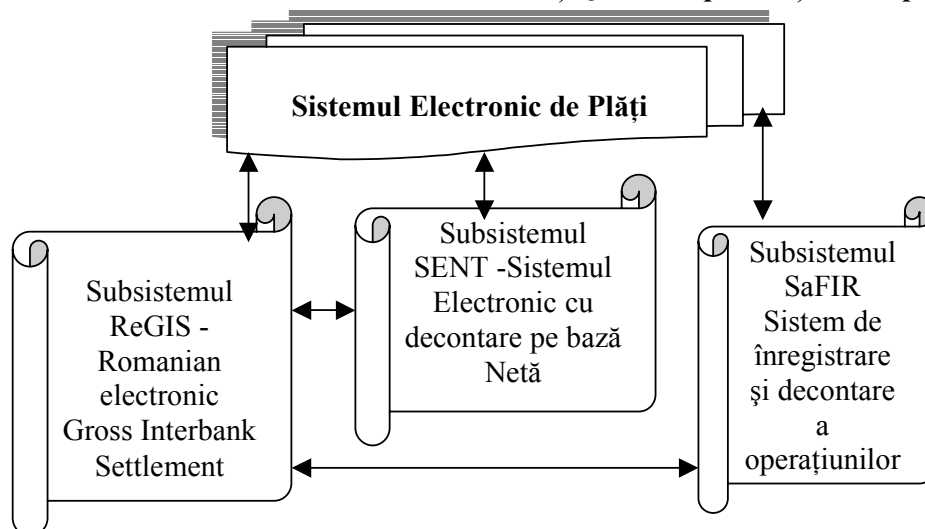 Sistemul Electronic de Plăți
Subsistemul
ReGIS -
Romanian
electronic
Gross Interbank
Settlement
Subsistemul
SENT -Sistemul
Electronic cu
decontare pe bază
Netă
Subsistemul
SaFIR
Sistem de
înregistrare
şi decontare
a
operațiunilor